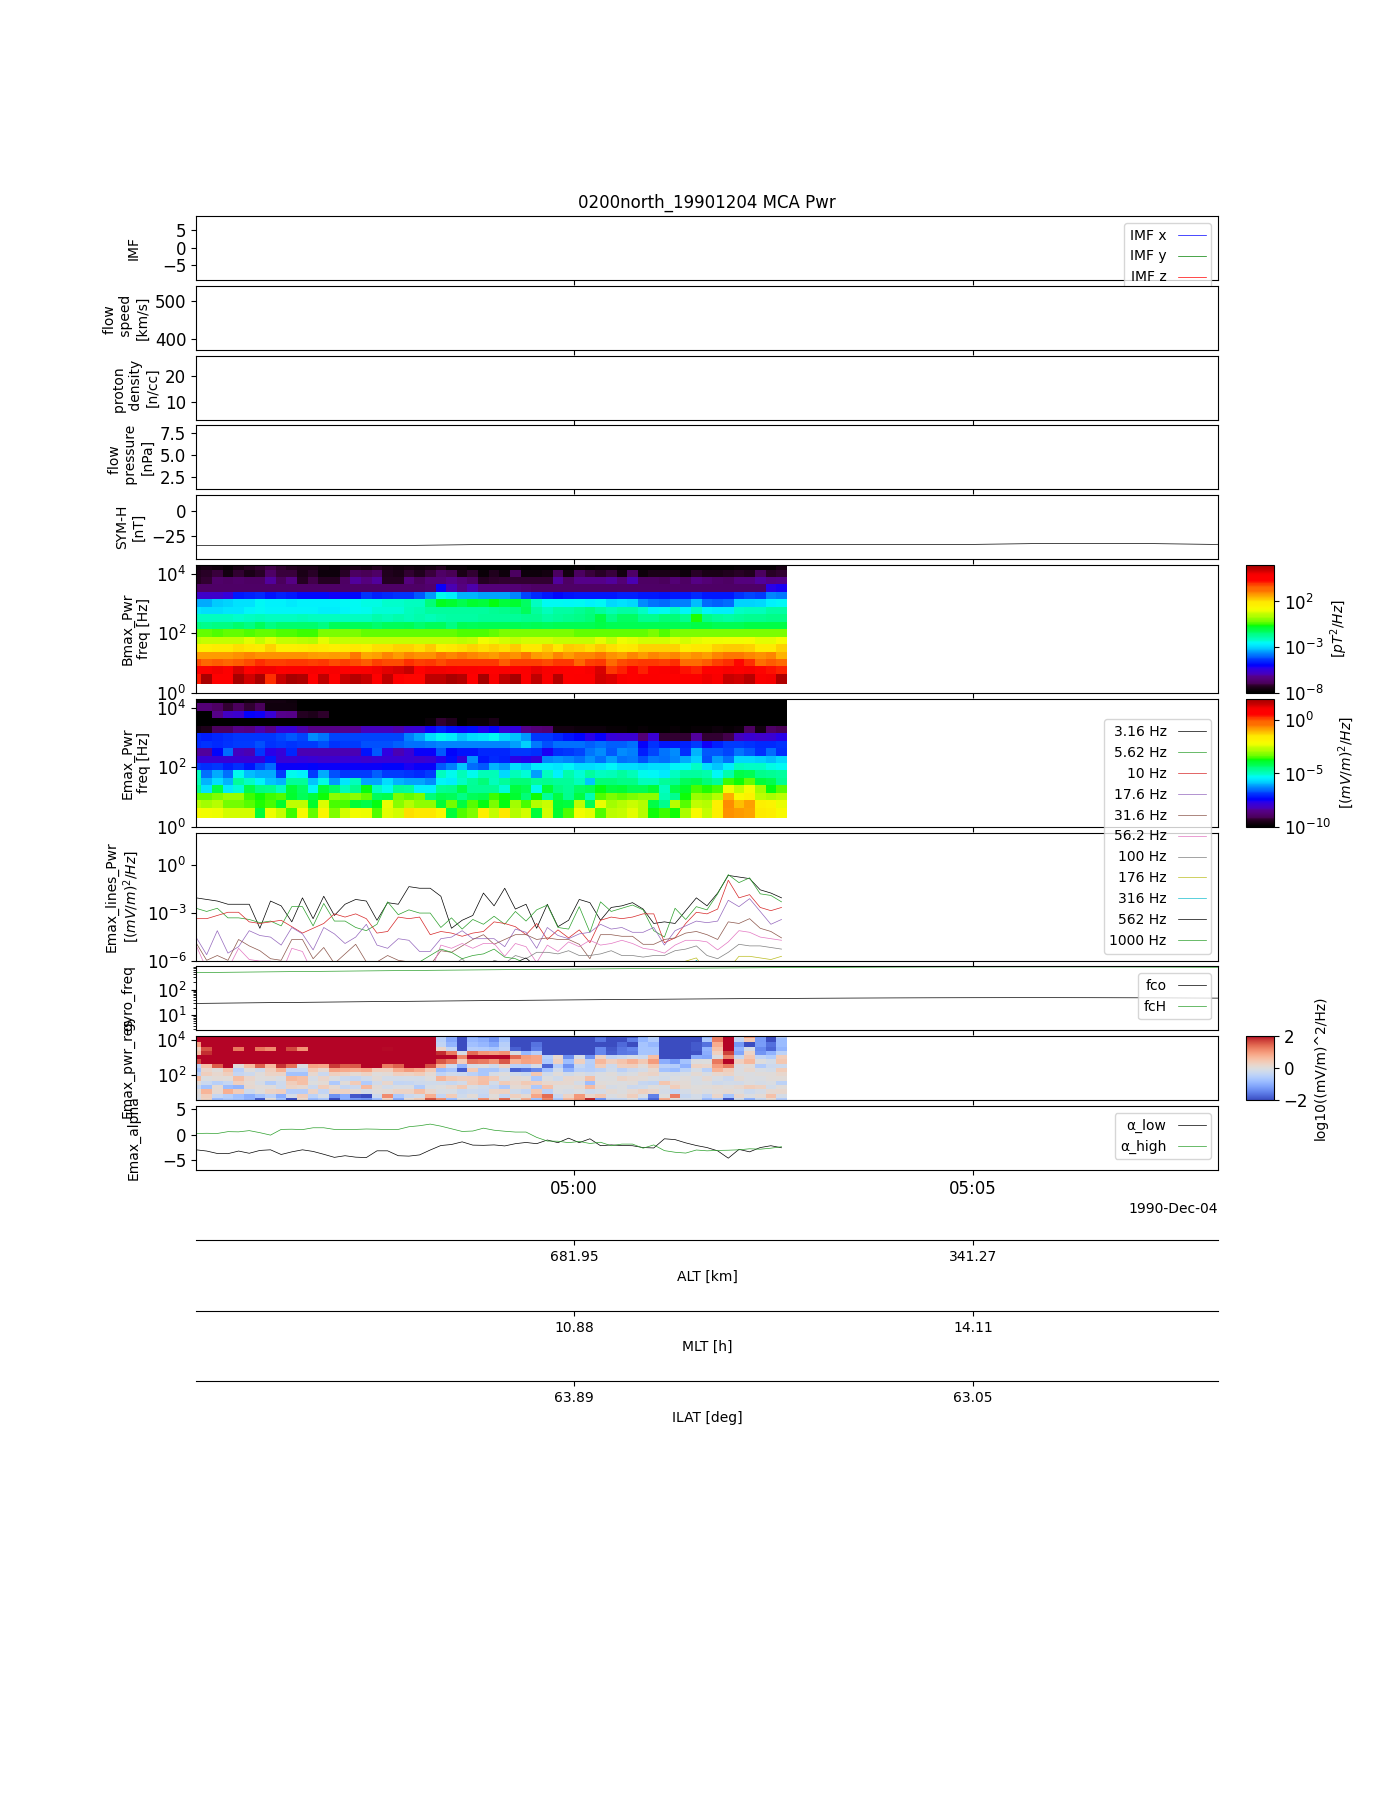 0200north_19901204 MCA Pwr
IMF
5
0
−5
IMF x
IMF y
IMF z
flow
speed
[km/s]
500
400
proton
density
[n/cc]
20
10
flow
pressure
[nPa]
7.5
5.0
2.5
SYM-H
[nT]
0
−25
Bmax_Pwr
freq [Hz]
10^4
10^2
10^0
10^2
10^−3
10^−8
[pT^2/Hz]
Emax_Pwr
freq [Hz]
10^4
10^2
10^0
10^0
10^−5
10^−10
[(mV/m)^2/Hz]
3.16 Hz
5.62 Hz
10 Hz
17.6 Hz
31.6 Hz
56.2 Hz
100 Hz
176 Hz
316 Hz
562 Hz
1000 Hz
Emax_lines_Pwr
[(mV/m)^2/Hz]
10^0
10^−3
10^−6
gyro_freq
10^2
10^1
fco
fcH
Emax_pwr_rep
10^4
10^2
2
0
−2
log10((mV/m)^2/Hz)
Emax_alpha
5
0
−5
α_low
α_high
05:00
05:05
1990-Dec-04
681.95
341.27
ALT [km]
10.88
14.11
MLT [h]
63.89
63.05
ILAT [deg]